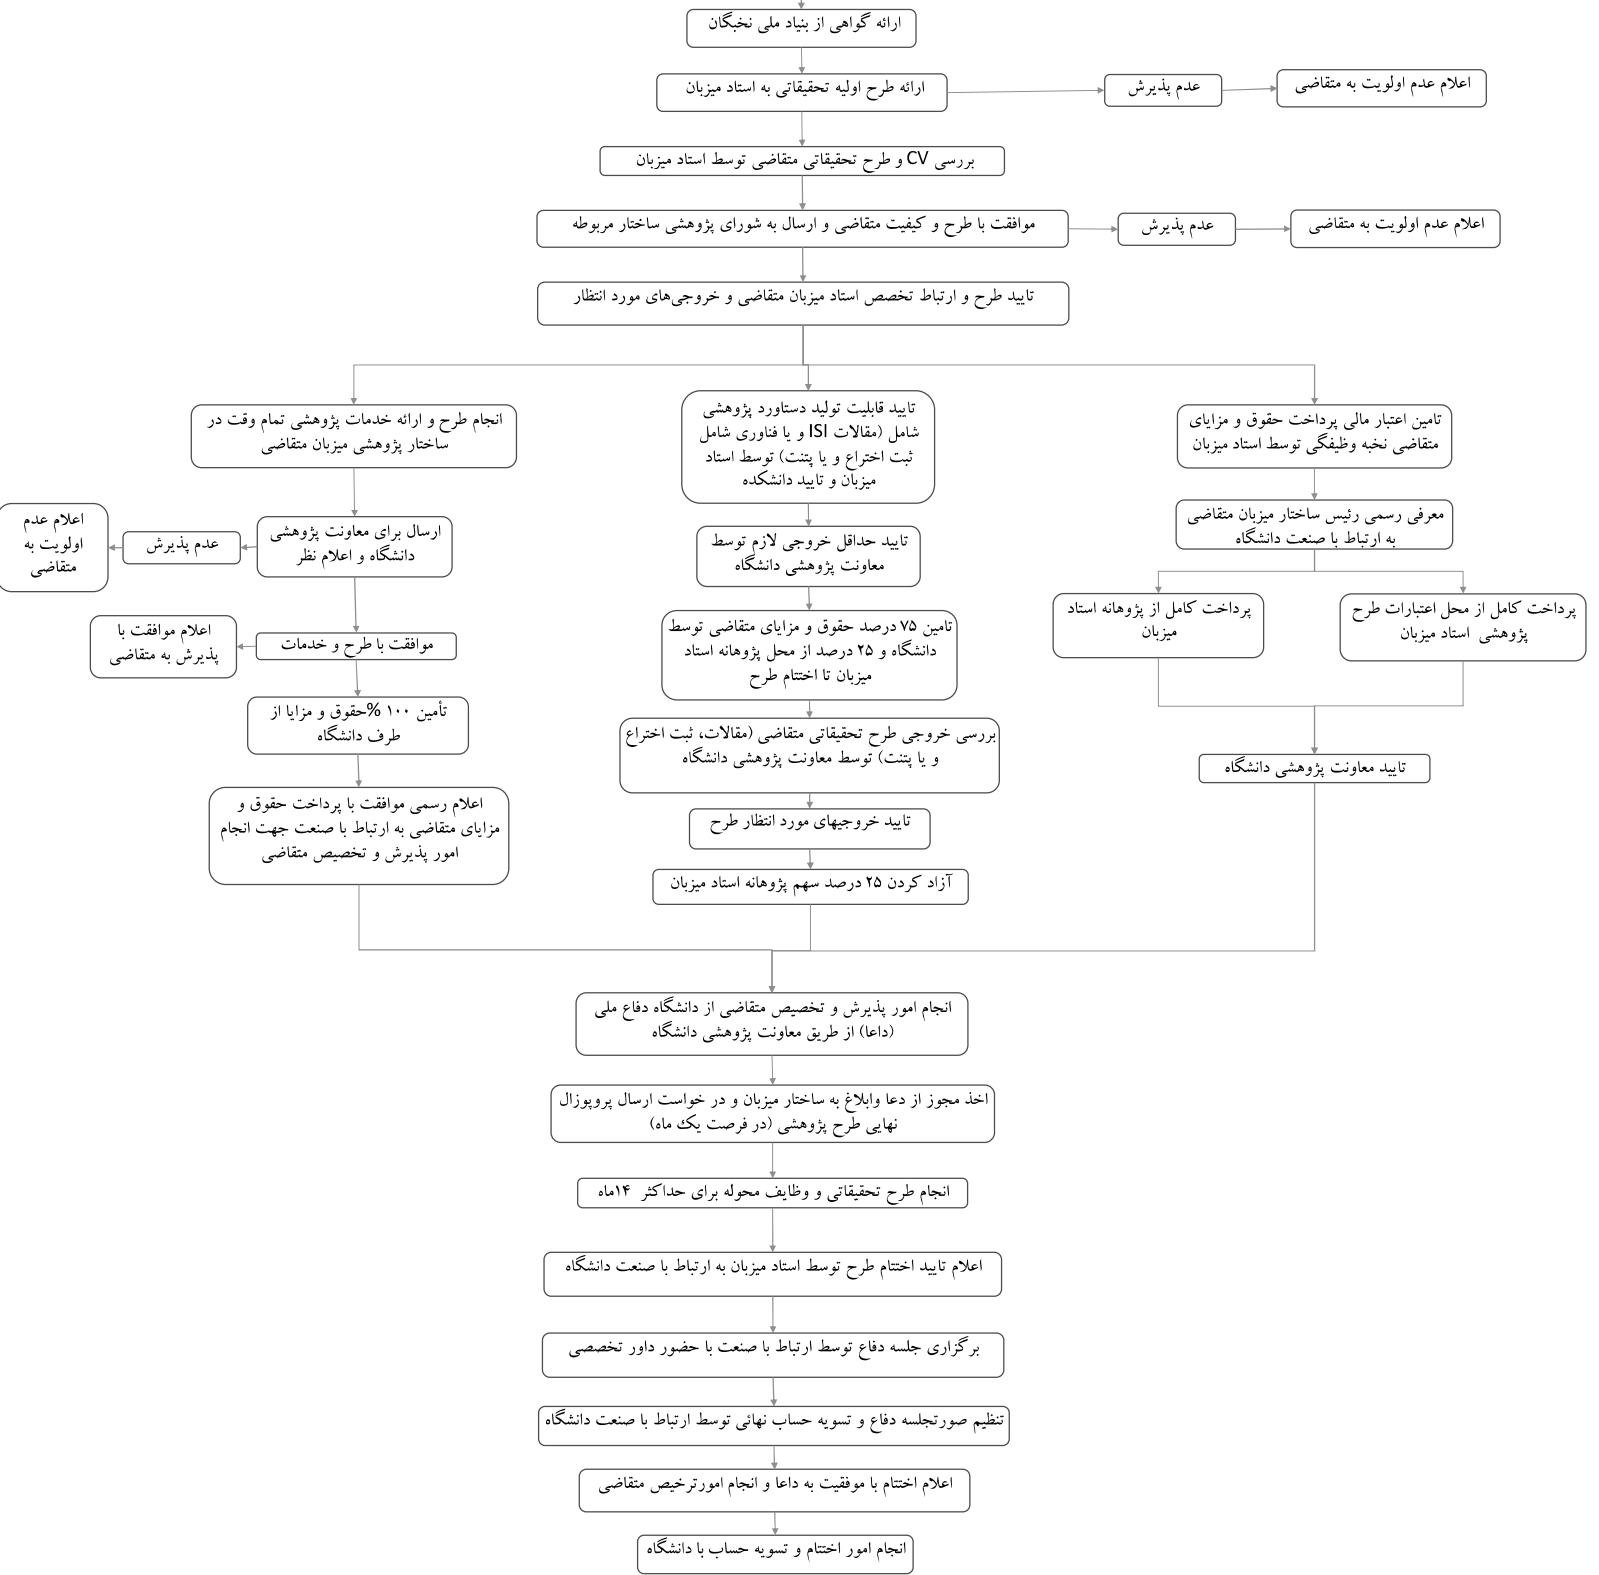 ارائه گواهی از بنیاد ملی نخبگان
ارائه طرح اولیه تحقیقاتی به استاد میزبان
عدم پذیرش
اعلام عدم اولویت به متقاضی
بررسی CV و طرح تحقیقاتی متقاضی توسط استاد میزبان
موافقت با طرح و کیفیت متقاضی و ارسال به شورای پژوهشی ساختار مربوطه
عدم پذیرش
اعلام عدم اولویت به متقاضی
تایید طرح و ارتباط تخصص استاد میزبان متقاضی و خروجی‌های مورد انتظار
تامین اعتبار مالی پرداخت حقوق و مزایای
متقاضی نخبه وظیفگی توسط استاد میزبان
معرفی رسمی رئیس ساختار میزبان متقاضی
به ارتباط با صنعت دانشگاه
پرداخت کامل از محل اعتبارات طرح
پژوهشی استاد میزبان
پرداخت کامل از پژوهانه استاد
میزبان
تایید معاونت پژوهشی دانشگاه
تایید قابلیت تولید دستاورد پژوهشی
شامل (مقالات ISI و یا فناوری شامل
ثبت اختراع و یا پتنت) توسط استاد
میزبان و تایید دانشکده
تایید حداقل خروجی لازم توسط
معاونت پژوهشی دانشگاه
تامین ۷۵ درصد حقوق و مزایای متقاضی توسط
دانشگاه و ۲۵ درصد از محل پژوهانه استاد
میزبان تا اختتام طرح
بررسی خروجی طرح تحقیقاتی متقاضی (مقالات، ثبت اختراع
و یا پتنت) توسط معاونت پژوهشی دانشگاه
تایید خروجیهای مورد انتظار طرح
آزاد کردن ۲۵ درصد سهم پژوهانه استاد میزبان
انجام طرح و ارائه خدمات پژوهشی تمام وقت در
ساختار پژوهشی میزبان متقاضی
ارسال برای معاونت پژوهشی
دانشگاه و اعلام نظر
عدم پذیرش
اعلام عدم
اولویت به
متقاضی
موافقت با طرح و خدمات
اعلام موافقت با
پذیرش به متقاضی
تأمین ۱۰۰ %حقوق و مزایا از
طرف دانشگاه
اعلام رسمی موافقت با پرداخت حقوق و
مزایای متقاضی به ارتباط با صنعت جهت انجام
امور پذیرش و تخصیص متقاضی
انجام امور پذیرش و تخصیص متقاضی از دانشگاه دفاع ملی
(داعا) از طریق معاونت پژوهشی دانشگاه
اخذ مجوز از دعا وابلاغ به ساختار میزبان و در خواست ارسال پروپوزال
نهایی طرح پژوهشی (در فرصت یک ماه)
انجام طرح تحقیقاتی و وظایف محوله برای حداکثر ۱۴ماه
اعلام تایید اختتام طرح توسط استاد میزبان به ارتباط با صنعت دانشگاه
برگزاری جلسه دفاع توسط ارتباط با صنعت با حضور داور تخصصی
تنظیم صورتجلسه دفاع و تسویه حساب نهائی توسط ارتباط با صنعت دانشگاه
اعلام اختتام با موفقیت به داعا و انجام امورترخیص متقاضی
انجام امور اختتام و تسویه حساب با دانشگاه